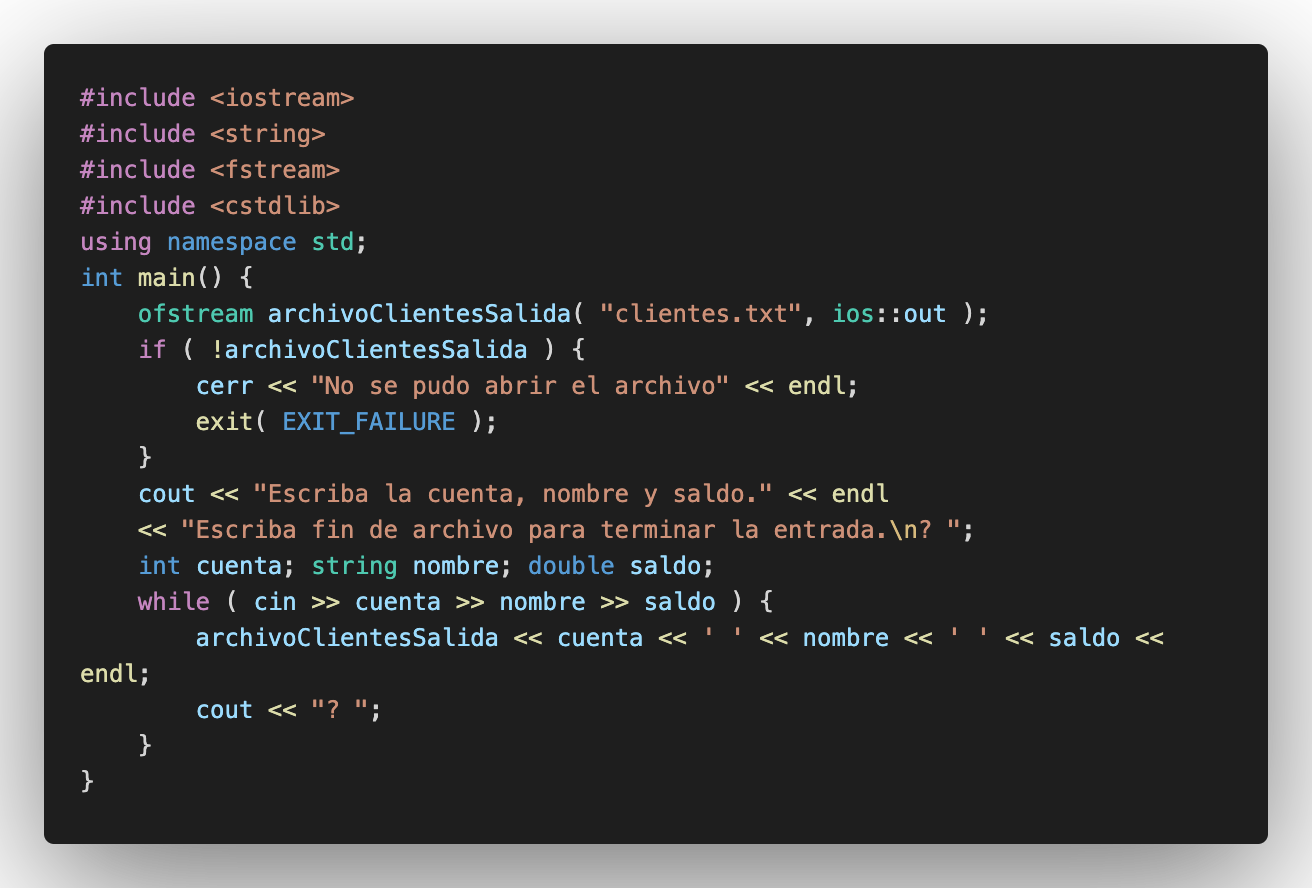 #include <iostream>
#include <string>
#include <fstream>
#include <cstdlib>
using namespace std;
int main() {
    ofstream archivoClientesSalida( "clientes.txt", ios::out );
    if ( !archivoClientesSalida ) {
        cerr << "No se pudo abrir el archivo" << endl;
        exit( EXIT_FAILURE );
    }
    cout << "Escriba la cuenta, nombre y saldo." << endl
    << "Escriba fin de archivo para terminar la entrada.\n? ";
    int cuenta; string nombre; double saldo;
    while ( cin >> cuenta >> nombre >> saldo ) {
        archivoClientesSalida << cuenta << ' ' << nombre << ' ' << saldo <<
endl;
        cout << "? ";
    }
}